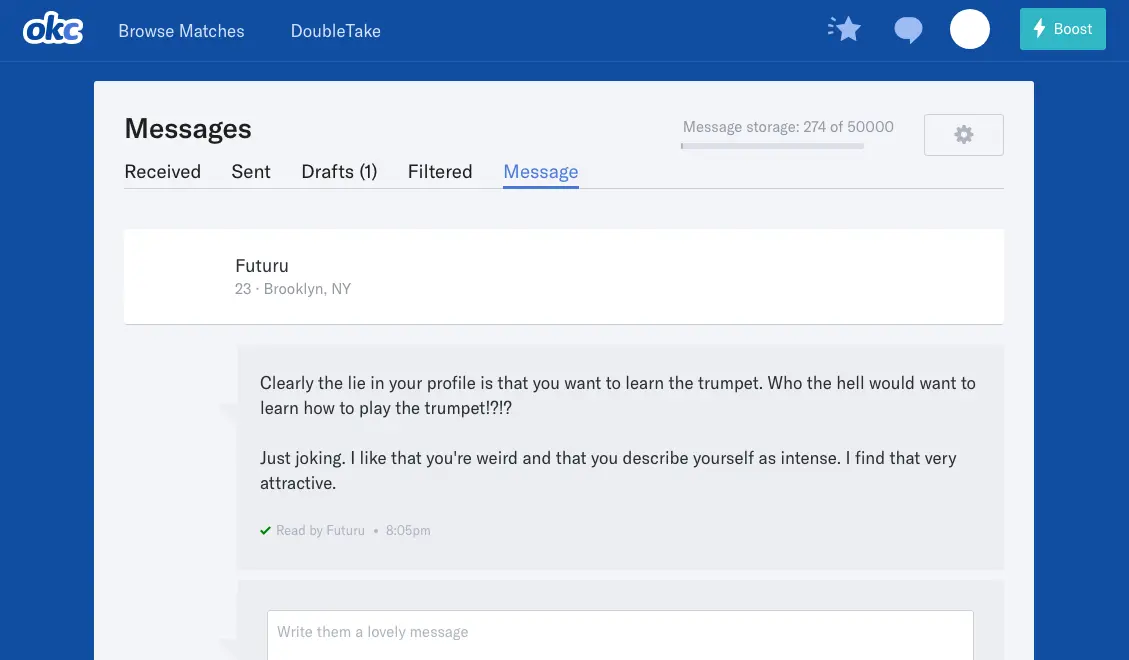 okc
Browse Matches
DoubleTake
Boost
Messages
Message storage: 274 of 50000
Received
Sent
Drafts (1)
Filtered
Message
Futuru
23 · Brooklyn, NY
Clearly the lie in your profile is that you want to learn the trumpet. Who the hell would want to
learn how to play the trumpet!?!?
Just joking. I like that you're weird and that you describe yourself as intense. I find that very
attractive.
Read by Futuru • 8:05pm
Write them a lovely message